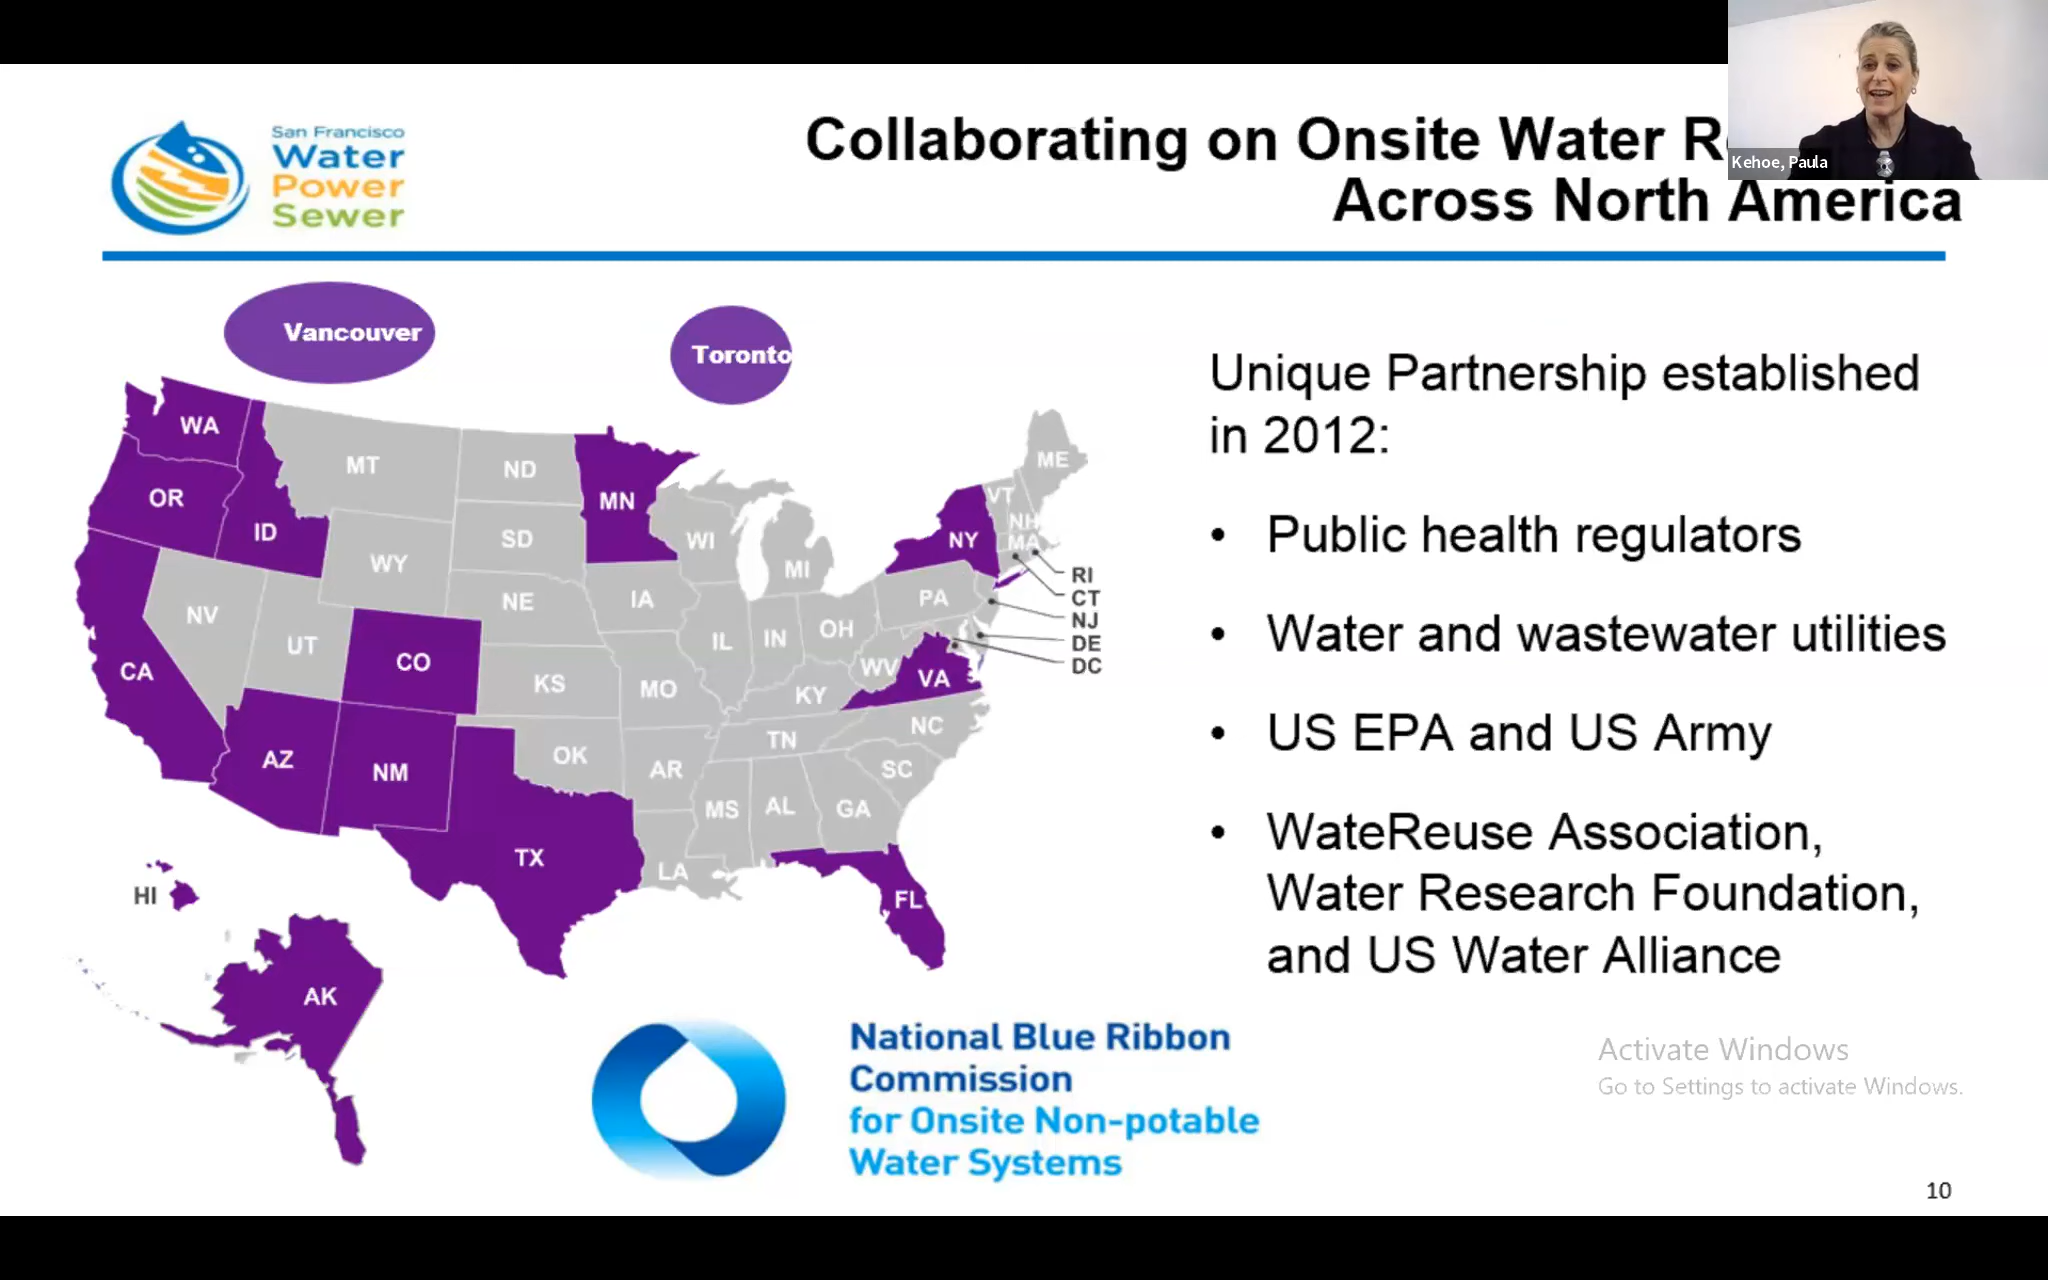 San Francisco
Water
Power
Sewer
Collaborating on Onsite Water
Across North America
Kehoe, Paula
Vancouver
Toronto
WA
OR
ID
MT
ND
MN
SD
WY
WI
MI
NY
VT
NH
MA
ME
RI
CT
NJ
DE
DC
NV
UT
CO
CA
NE
IA
IL
IN
OH
PA
WV
VA
KS
MO
KY
NC
TN
AZ
NM
OK
AR
SC
MS
AL
GA
TX
LA
FL
HI
AK
Unique Partnership established
in 2012:
• Public health regulators
• Water and wastewater utilities
• US EPA and US Army
• WateReuse Association,
Water Research Foundation,
and US Water Alliance
National Blue Ribbon
Commission
for Onsite Non-potable
Water Systems
Activate Windows
Go to Settings to activate Windows.
10